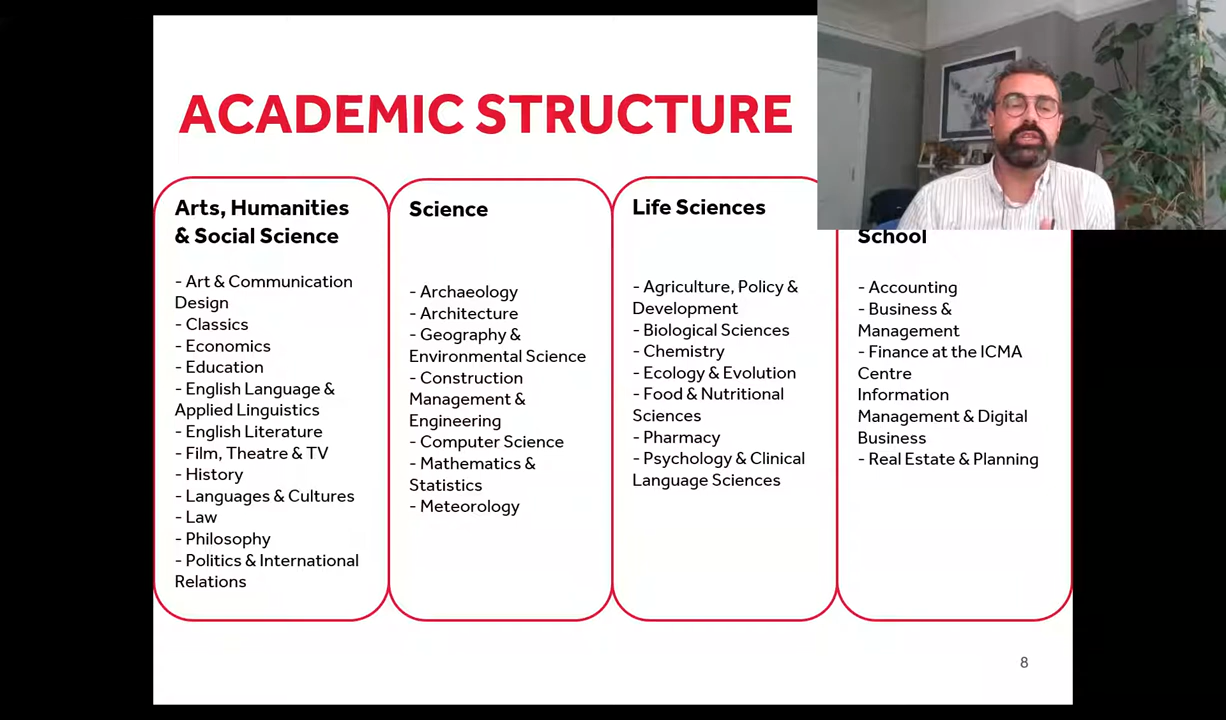 ACADEMIC STRUCTURE
Arts, Humanities
& Social Science
- Art & Communication
Design
- Classics
- Economics
- Education
- English Language &
Applied Linguistics
- English Literature
- Film, Theatre & TV
- History
- Languages & Cultures
- Law
- Philosophy
- Politics & International
Relations
Science
- Archaeology
- Architecture
- Geography &
Environmental Science
- Construction
Management &
Engineering
- Computer Science
- Mathematics &
Statistics
- Meteorology
Life Sciences
- Agriculture, Policy &
Development
- Biological Sciences
- Chemistry
- Ecology & Evolution
- Food & Nutritional
Sciences
- Pharmacy
- Psychology & Clinical
Language Sciences
School
- Accounting
- Business &
Management
- Finance at the ICMA
Centre
Information
Management & Digital
Business
- Real Estate & Planning
8